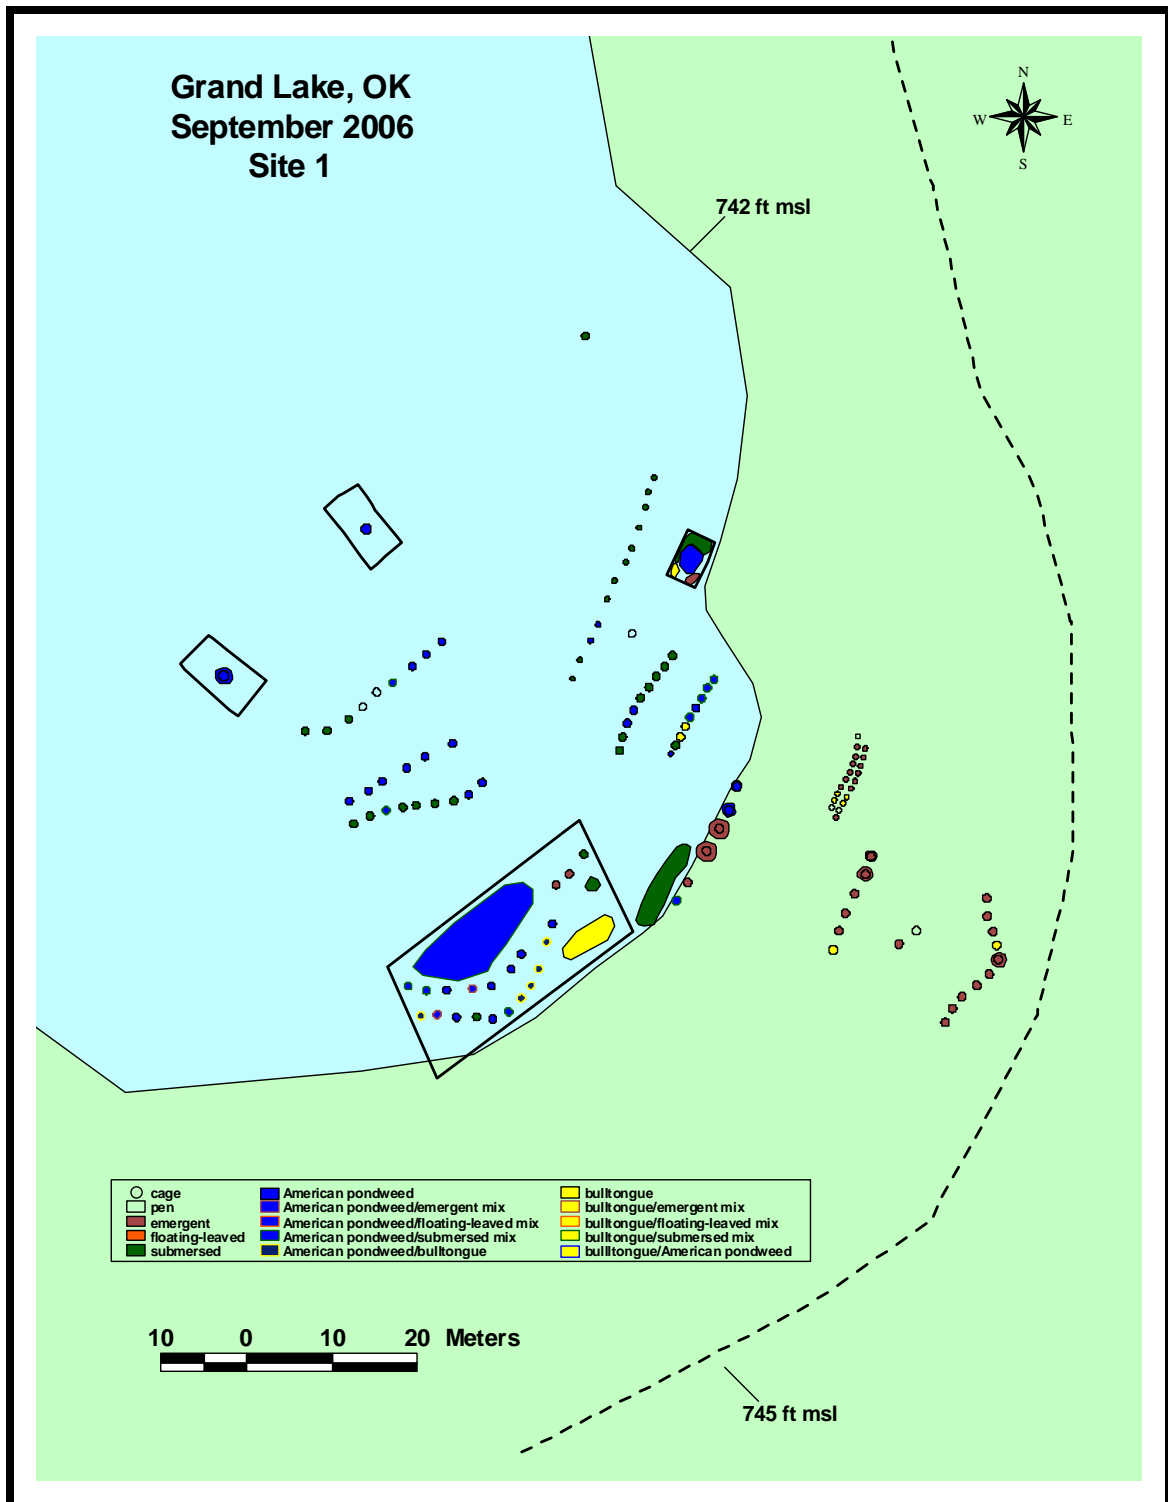 Grand Lake, OK
September 2006
Site 1
N
W E
S
742 ft msl
cage
pen
emergent
floating-leaved
submersed
American pondweed
American pondweed/emergent mix
American pondweed/floating-leaved mix
American pondweed/submersed mix
American pondweed/bulltongue
bulltongue
bulltongue/emergent mix
bulltongue/floating-leaved mix
bulltongue/submersed mix
bullltongue/American pondweed
10 0 10 20 Meters
745 ft msl